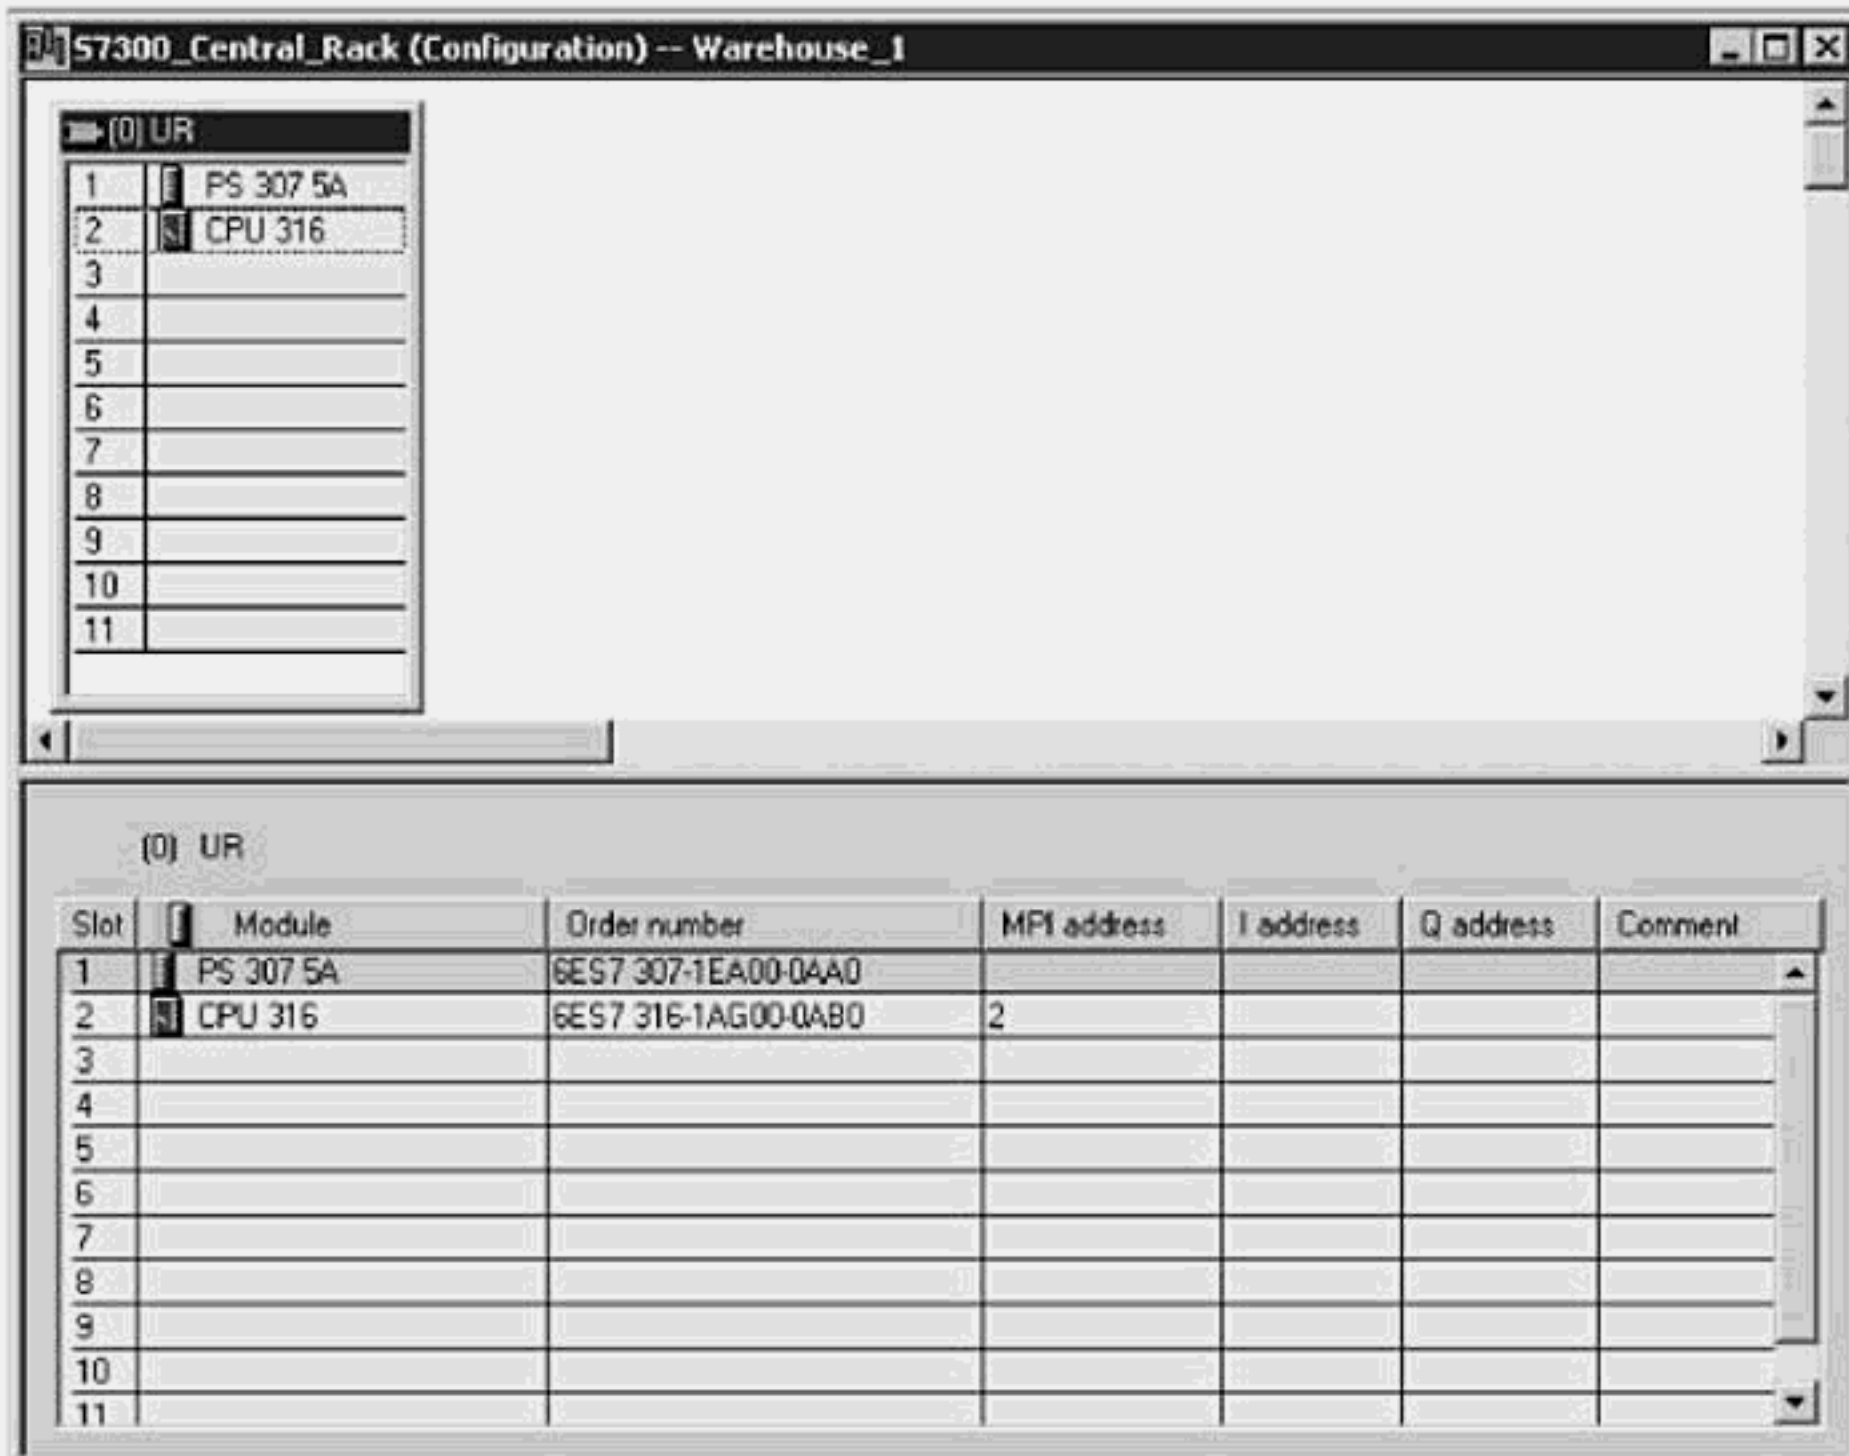 S7300_Central_Rack (Configuration) -- Warehouse_1
(0) UR
1 PS 307 5A
2 CPU 316
3
4
5
6
7
8
9
10
11
(0) UR
Slot Module Order number MPI address I address Q address Comment
1 PS 307 5A 6ES7 307-1EA00-0AA0
2 CPU 316 6ES7 316-1AG00-0AB0 2
3
4
5
6
7
8
9
10
11